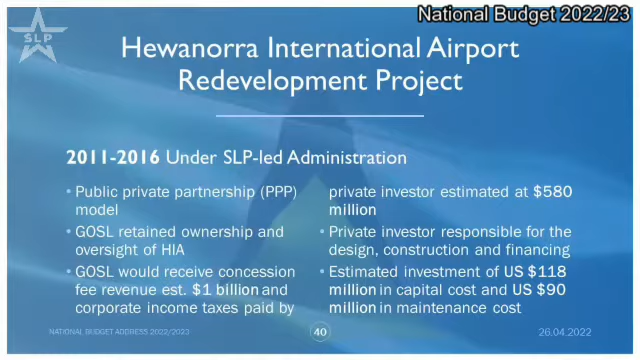 National Budget 2022/23
SLP
Hewanorra International Airport
Redevelopment Project
2011-2016 Under SLP-led Administration
• Public private partnership (PPP)
model
• GOSL retained ownership and
oversight of HIA
• GOSL would receive concession
fee revenue est. $1 billion and
corporate income taxes paid by
private investor estimated at $580
million
• Private investor responsible for the
design, construction and financing
• Estimated investment of US $118
million in capital cost and US $90
million in maintenance cost
NATIONAL BUDGET ADDRESS 2022/2023
40
26.04.2022